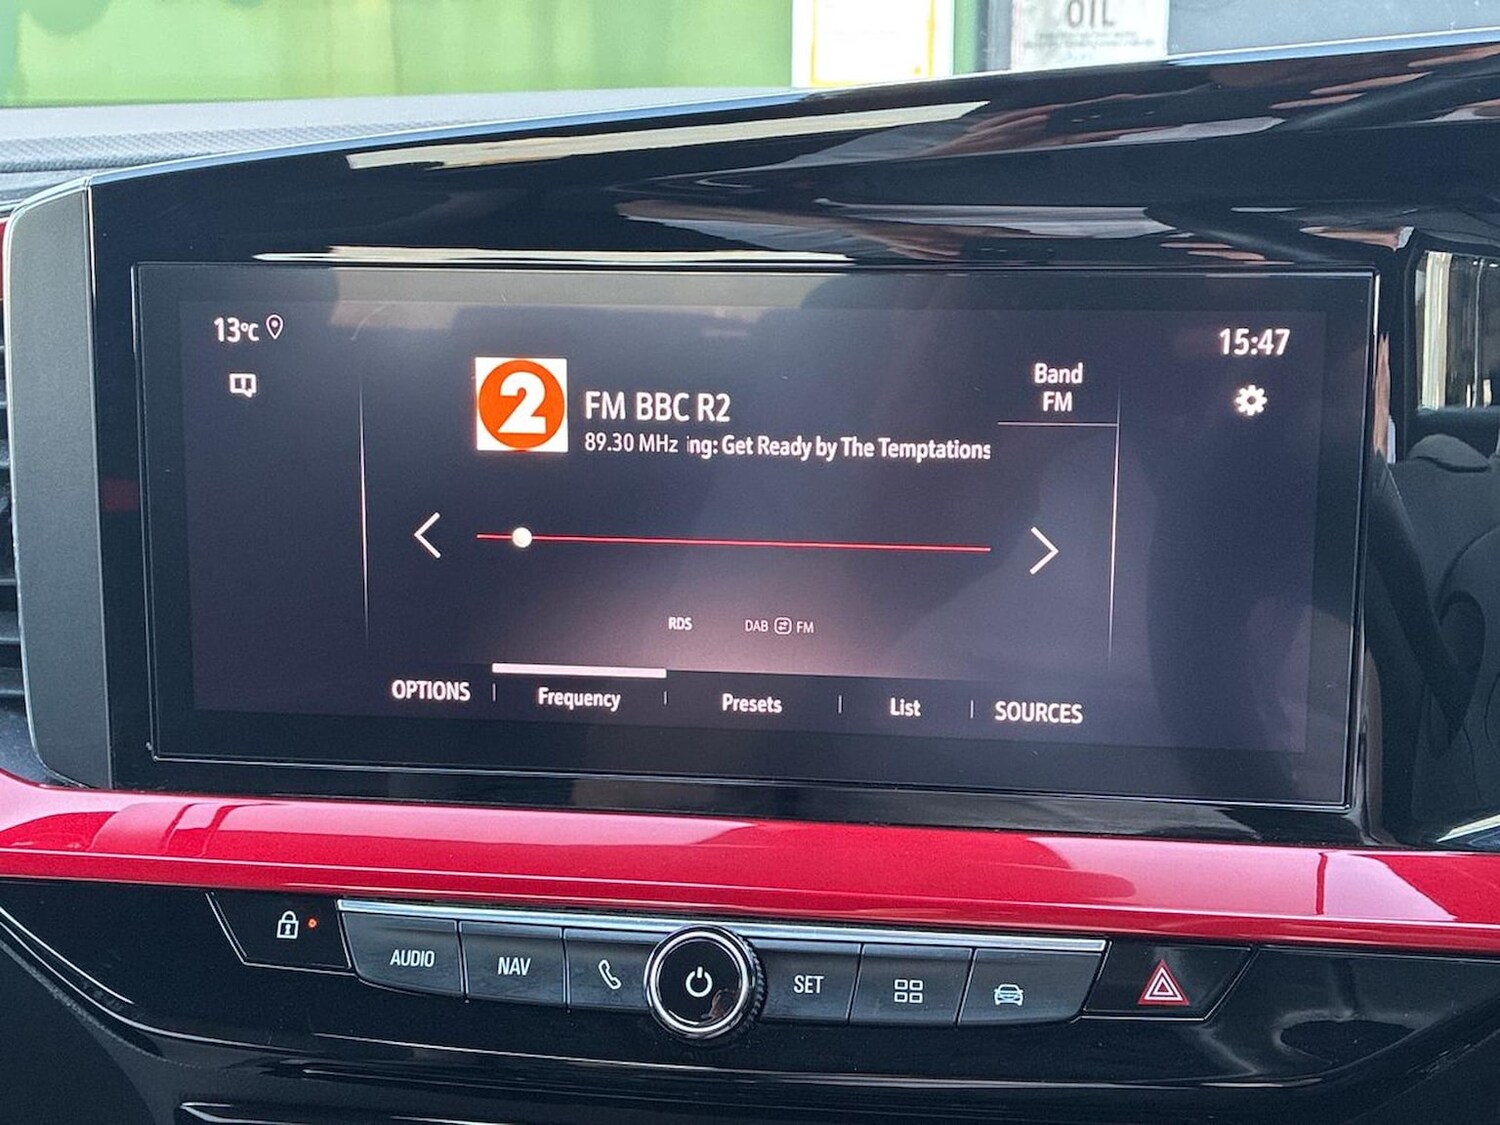 OIL
13°C
15:47
2
FM BBC R2
Band
FM
89.30 MHz ing: Get Ready by The Temptations
RDS
DAB FM
OPTIONS
Frequency
Presets
List
SOURCES
AUDIO
NAV
SET